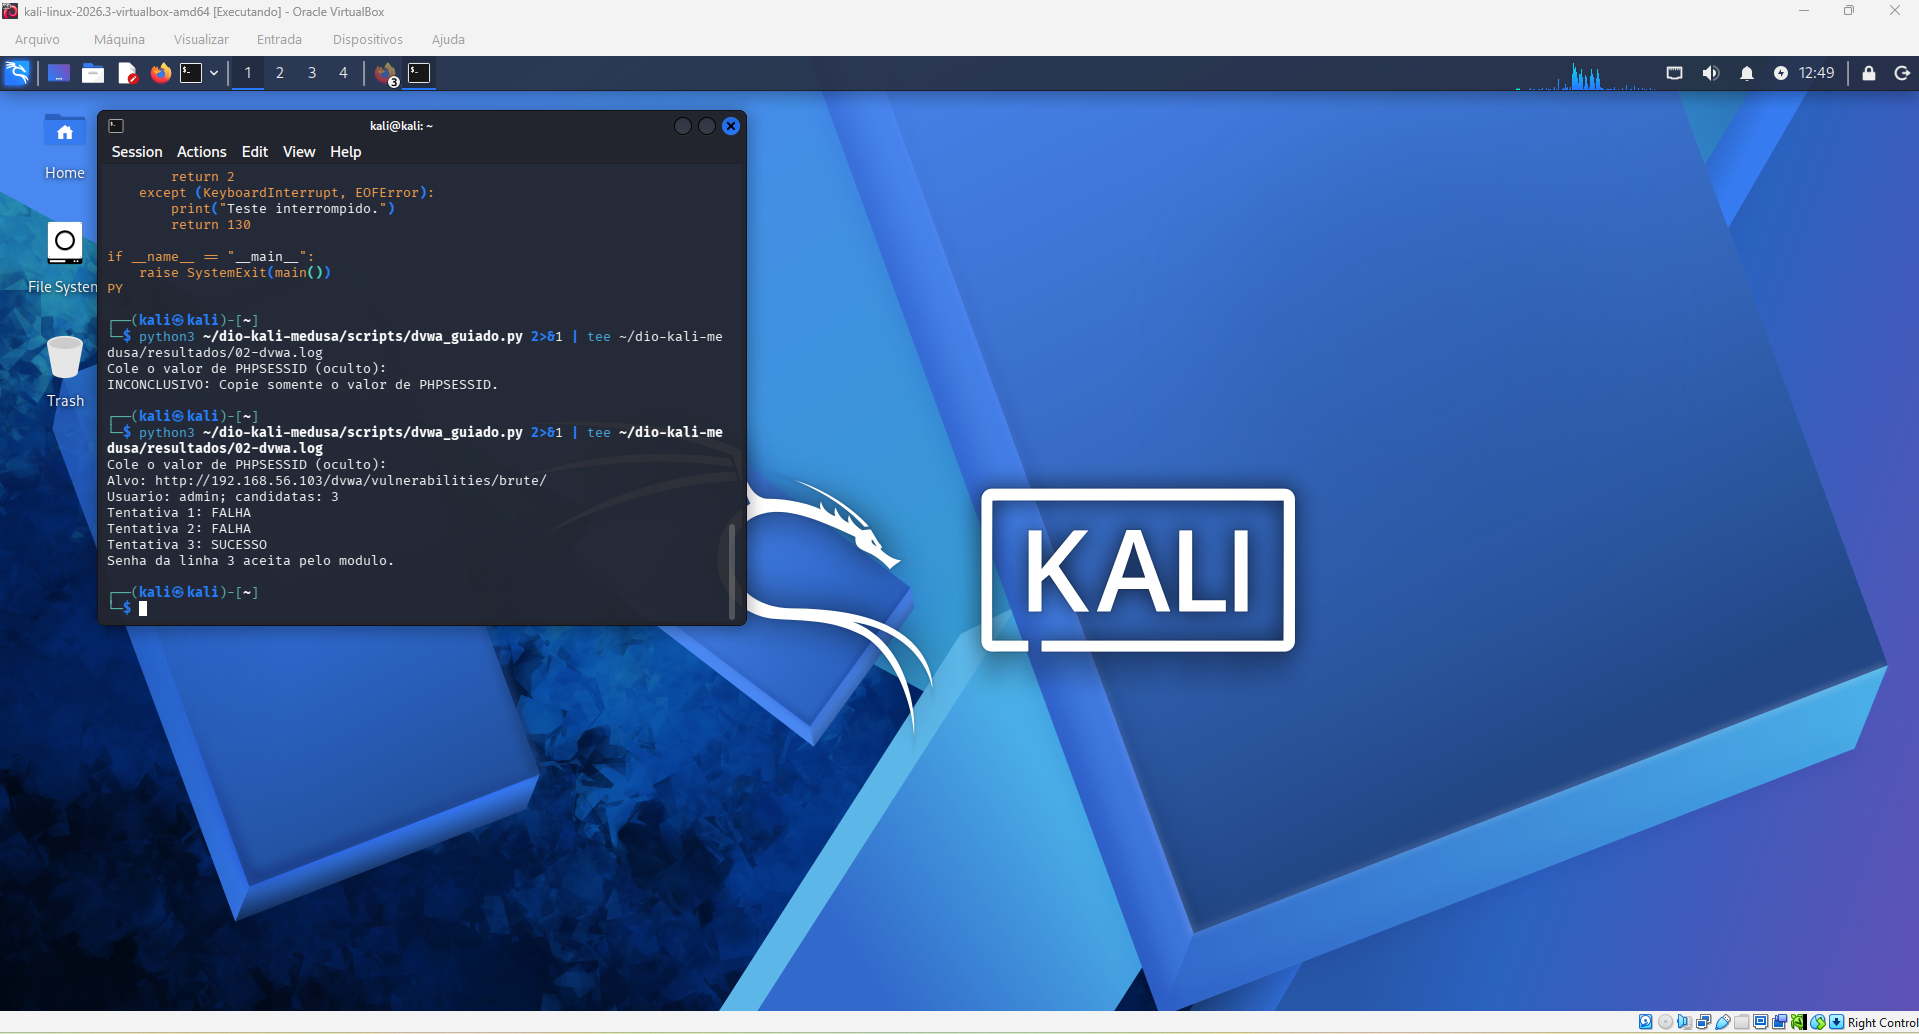 kali-linux-2026.3-virtualbox-amd64 [Executando] - Oracle VirtualBox
Arquivo Máquina Visualizar Entrada Dispositivos Ajuda
1 2 3 4 3 12:49
Home
File System
Trash
kali@kali: ~
Session Actions Edit View Help
return 2
except (KeyboardInterrupt, EOFError):
print("Teste interrompido.")
return 130
if __name__ == "__main__":
raise SystemExit(main())
PY
┌──(kali㉿kali)-[~]
└─$ python3 ~/dio-kali-medusa/scripts/dvwa_guiado.py 2>&1 | tee ~/dio-kali-me
dusa/resultados/02-dvwa.log
Cole o valor de PHPSESSID (oculto):
INCONCLUSIVO: Copie somente o valor de PHPSESSID.
┌──(kali㉿kali)-[~]
└─$ python3 ~/dio-kali-medusa/scripts/dvwa_guiado.py 2>&1 | tee ~/dio-kali-me
dusa/resultados/02-dvwa.log
Cole o valor de PHPSESSID (oculto):
Alvo: http://192.168.56.103/dvwa/vulnerabilities/brute/
Usuario: admin; candidatas: 3
Tentativa 1: FALHA
Tentativa 2: FALHA
Tentativa 3: SUCESSO
Senha da linha 3 aceita pelo modulo.
┌──(kali㉿kali)-[~]
└─$
KALI
Right Control